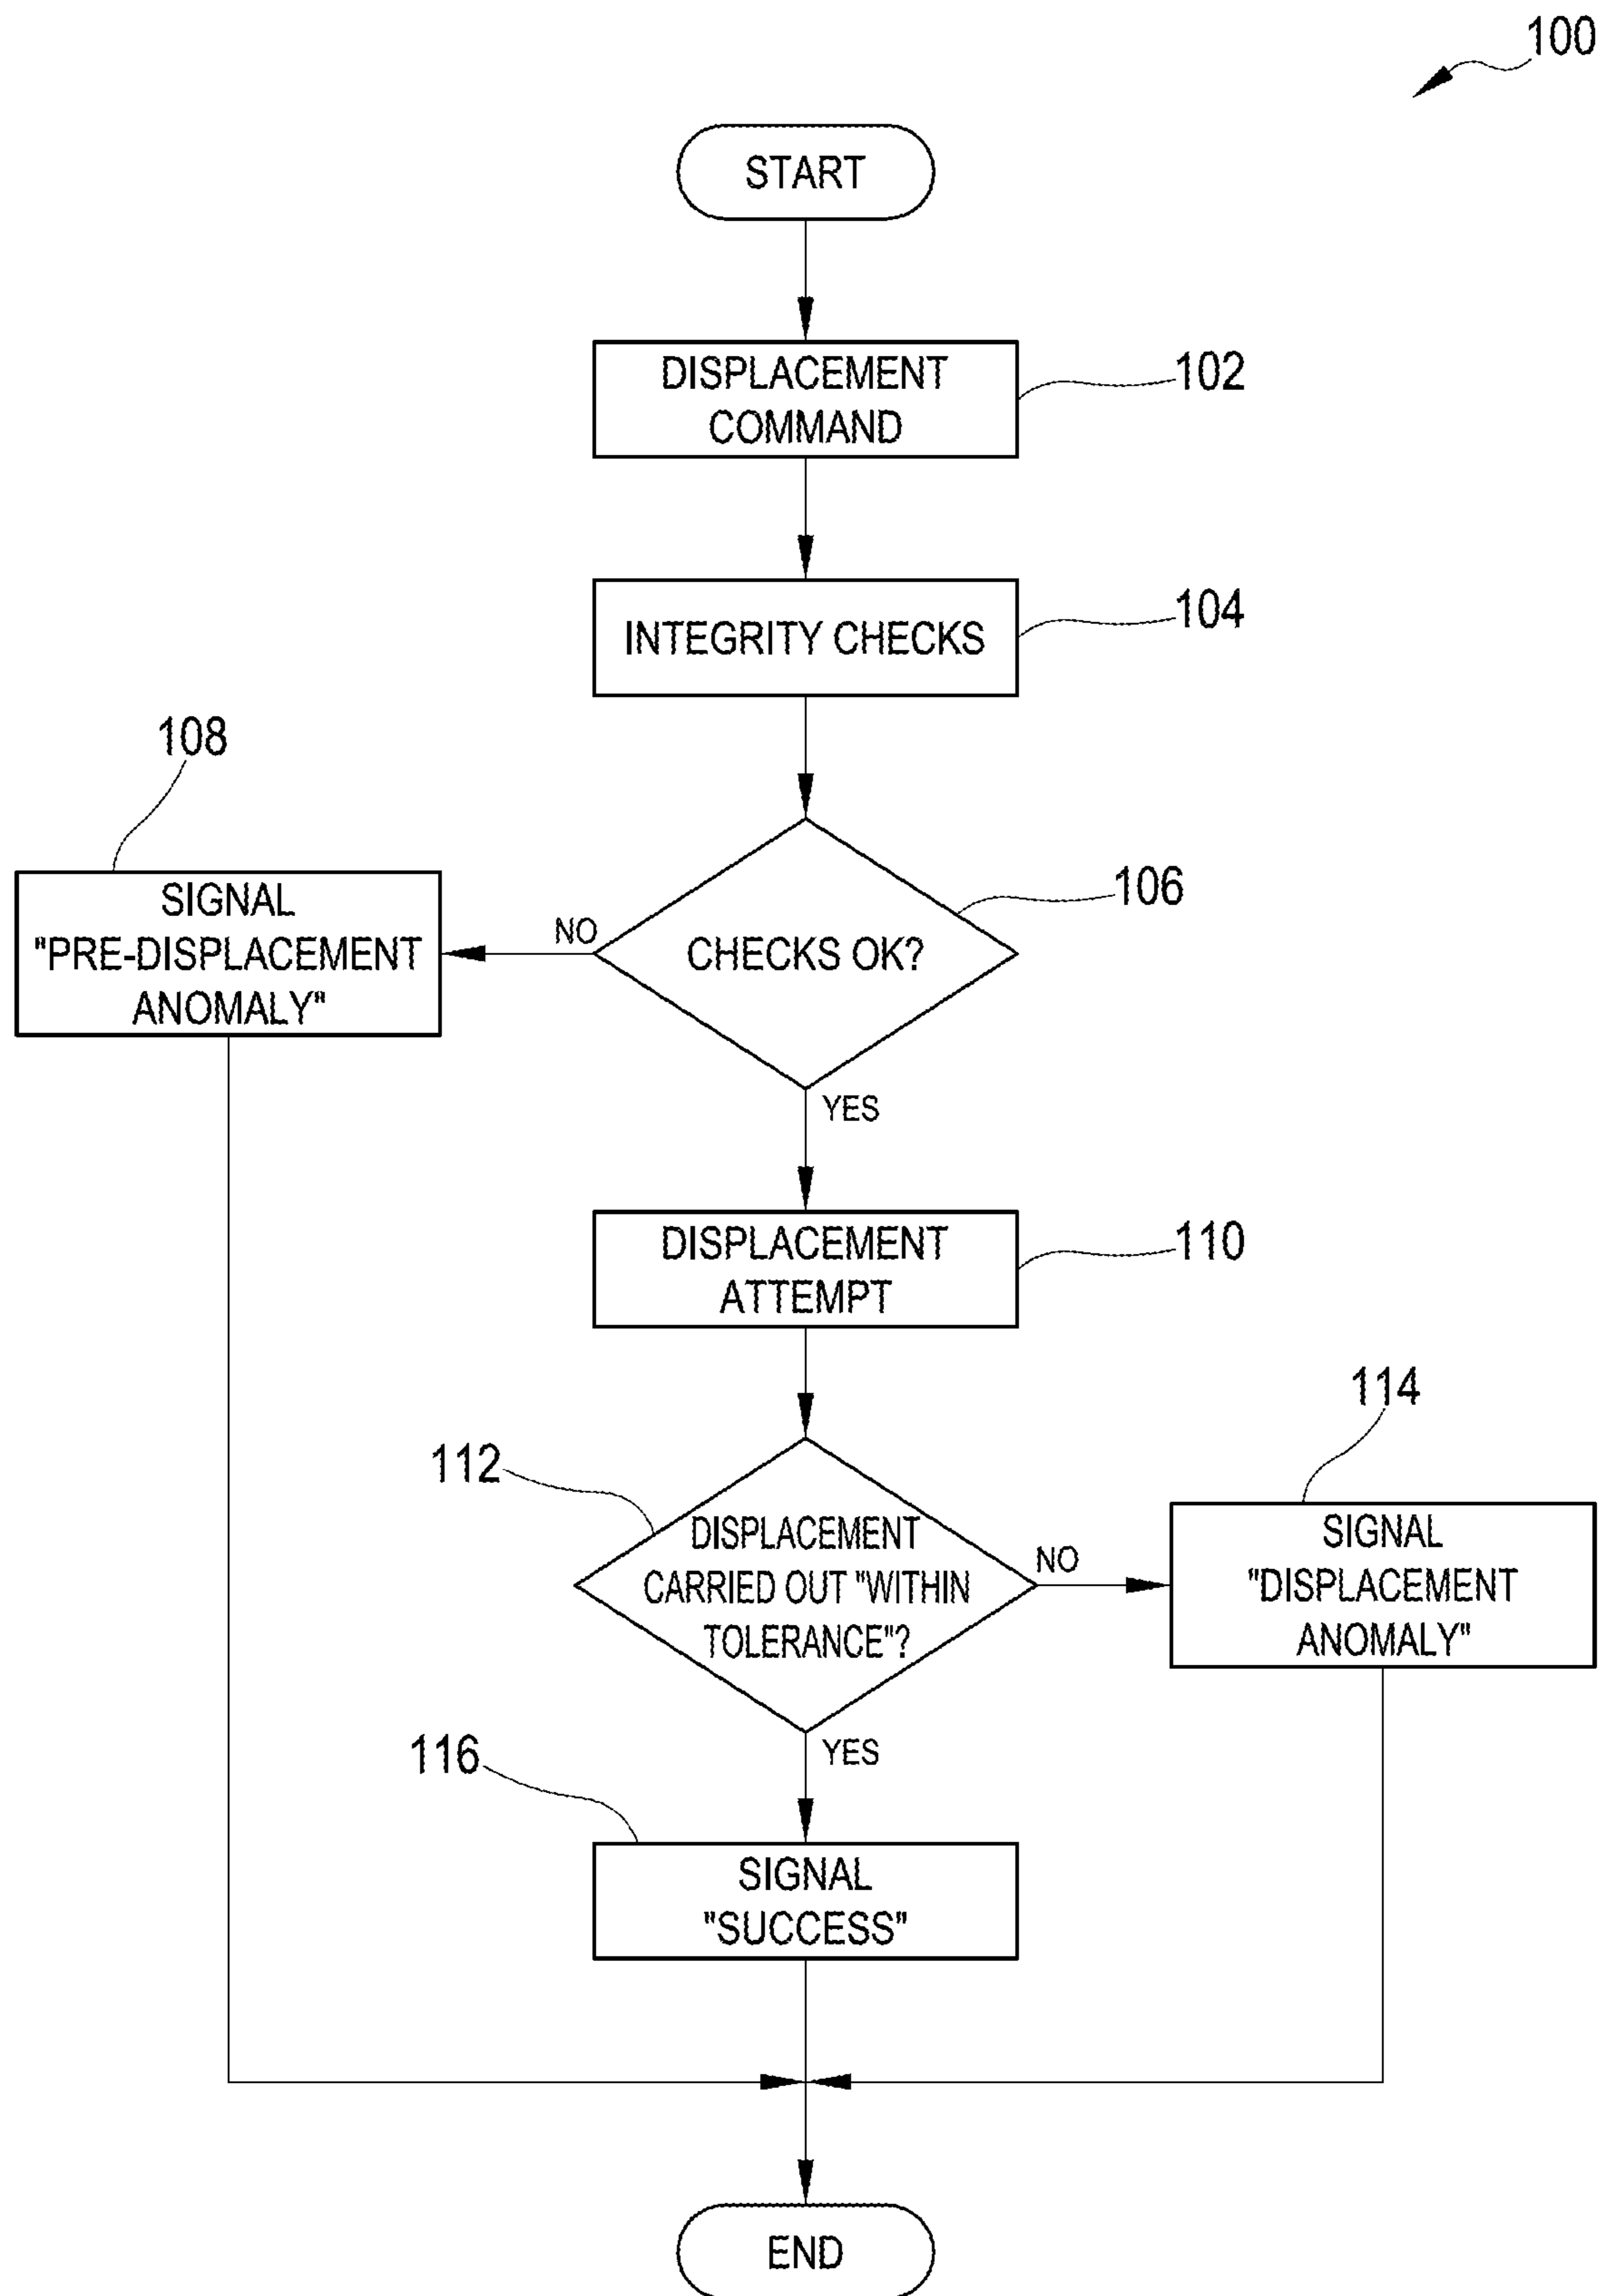 100
START
DISPLACEMENT
COMMAND
102
INTEGRITY CHECKS
104
108
SIGNAL
"PRE-DISPLACEMENT
ANOMALY"
NO
CHECKS OK?
106
YES
DISPLACEMENT
ATTEMPT
110
112
DISPLACEMENT
CARRIED OUT "WITHIN
TOLERANCE"?
NO
114
SIGNAL
"DISPLACEMENT
ANOMALY"
YES
116
SIGNAL
"SUCCESS"
END